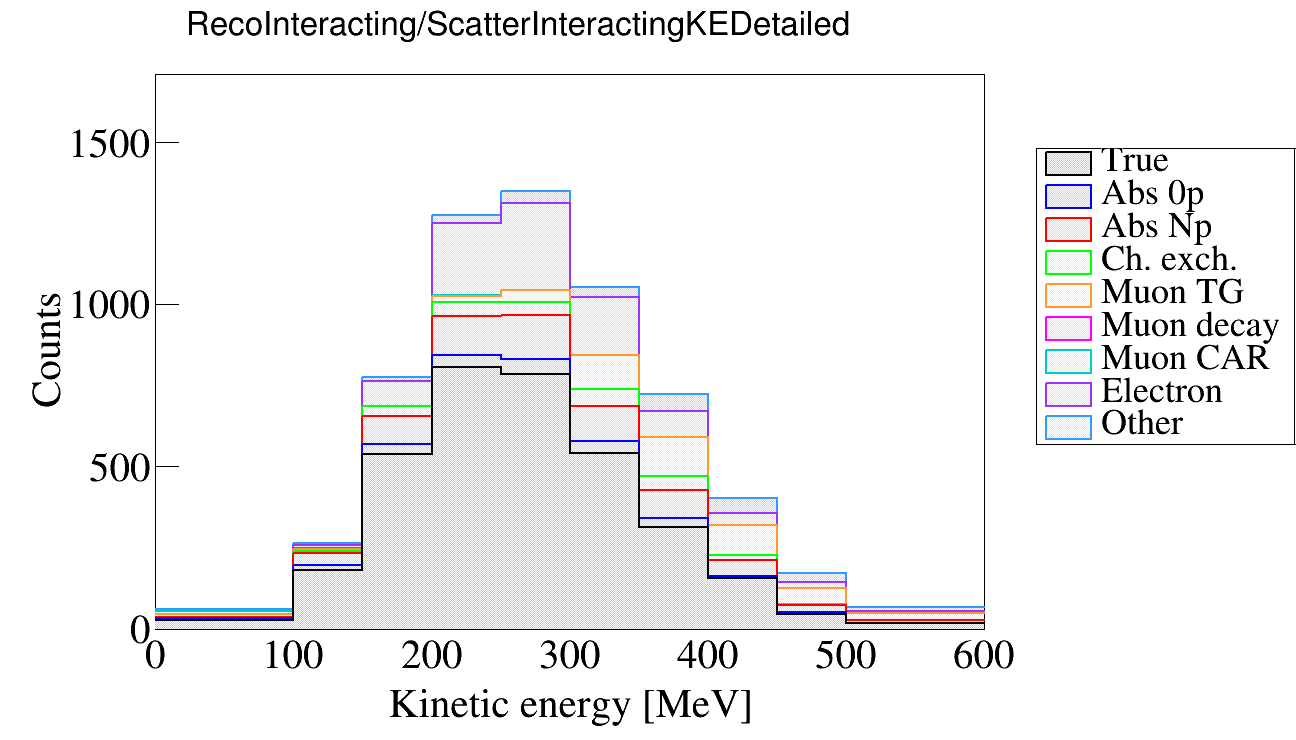 RecoInteracting/ScatterInteractingKEDetailed
1500
1000
500
0
Counts
0 100 200 300 400 500 600
Kinetic energy [MeV]
True
Abs 0p
Abs Np
Ch. exch.
Muon TG
Muon decay
Muon CAR
Electron
Other